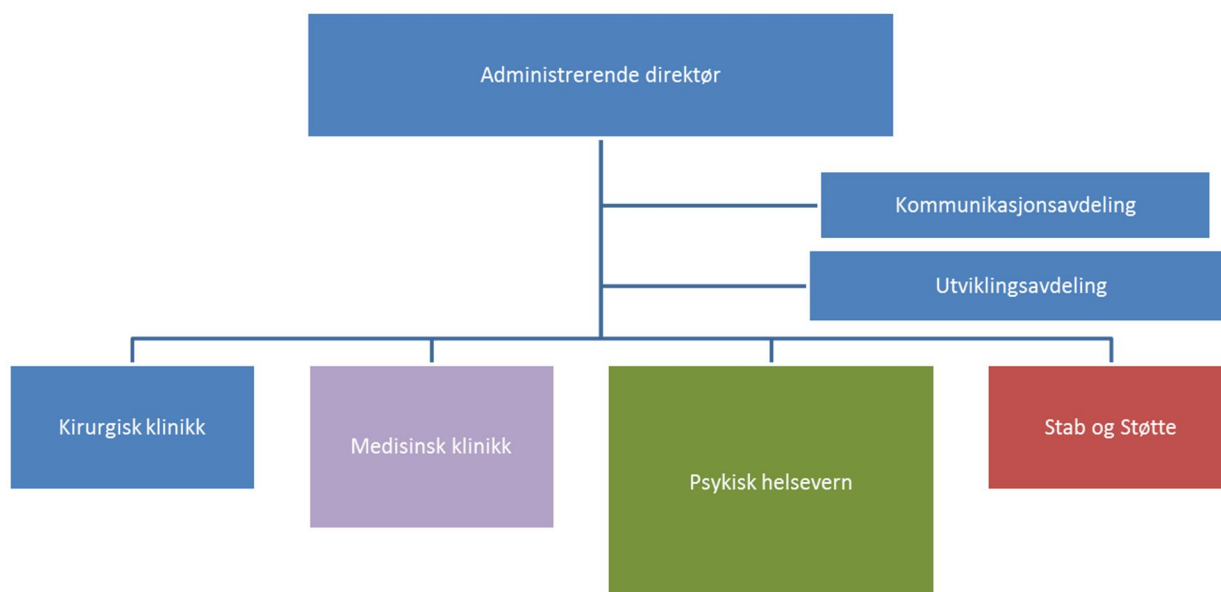 Administrerende direktør
Kommunikasjonsavdeling
Utviklingsavdeling
Kirurgisk klinikk
Medisinsk klinikk
Psykisk helsevern
Stab og Støtte